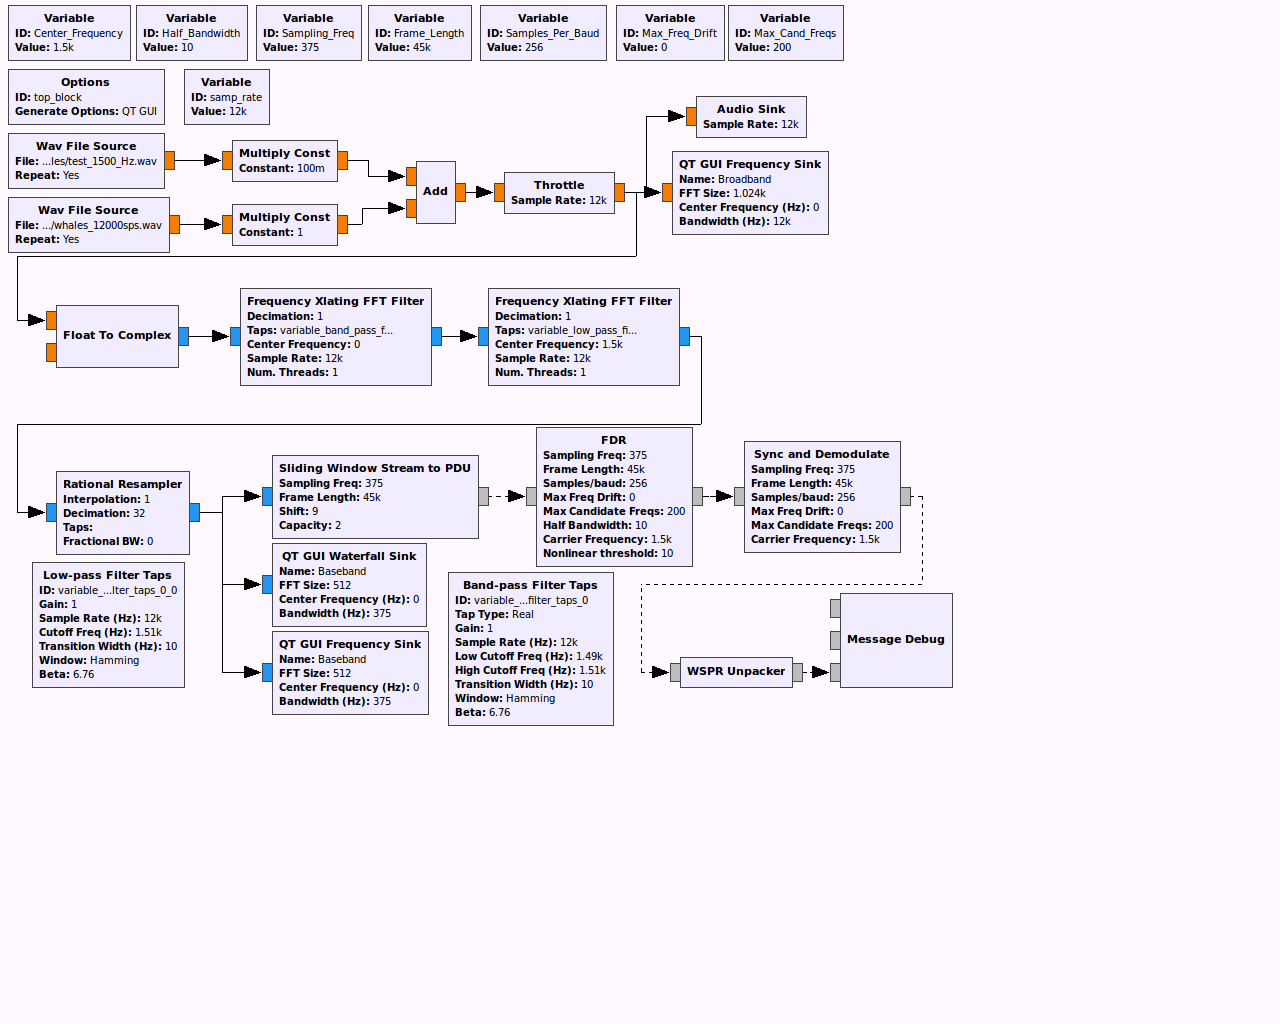 Variable
ID: Center_Frequency
Value: 1.5k
Variable
ID: Half_Bandwidth
Value: 10
Variable
ID: Sampling_Freq
Value: 375
Variable
ID: Frame_Length
Value: 45k
Variable
ID: Samples_Per_Baud
Value: 256
Variable
ID: Max_Freq_Drift
Value: 0
Variable
ID: Max_Cand_Freqs
Value: 200
Options
ID: top_block
Generate Options: QT GUI
Variable
ID: samp_rate
Value: 12k
Wav File Source
File: ...les/test_1500_Hz.wav
Repeat: Yes
Multiply Const
Constant: 100m
Wav File Source
File: .../whales_12000sps.wav
Repeat: Yes
Multiply Const
Constant: 1
Add
Throttle
Sample Rate: 12k
Audio Sink
Sample Rate: 12k
QT GUI Frequency Sink
Name: Broadband
FFT Size: 1.024k
Center Frequency (Hz): 0
Bandwidth (Hz): 12k
Float To Complex
Frequency Xlating FFT Filter
Decimation: 1
Taps: variable_band_pass_f...
Center Frequency: 0
Sample Rate: 12k
Num. Threads: 1
Frequency Xlating FFT Filter
Decimation: 1
Taps: variable_low_pass_fi...
Center Frequency: 1.5k
Sample Rate: 12k
Num. Threads: 1
Rational Resampler
Interpolation: 1
Decimation: 32
Taps:
Fractional BW: 0
Sliding Window Stream to PDU
Sampling Freq: 375
Frame Length: 45k
Shift: 9
Capacity: 2
FDR
Sampling Freq: 375
Frame Length: 45k
Samples/baud: 256
Max Freq Drift: 0
Max Candidate Freqs: 200
Half Bandwidth: 10
Carrier Frequency: 1.5k
Nonlinear threshold: 10
Sync and Demodulate
Sampling Freq: 375
Frame Length: 45k
Samples/baud: 256
Max Freq Drift: 0
Max Candidate Freqs: 200
Carrier Frequency: 1.5k
QT GUI Waterfall Sink
Name: Baseband
FFT Size: 512
Center Frequency (Hz): 0
Bandwidth (Hz): 375
Low-pass Filter Taps
ID: variable_...lter_taps_0_0
Gain: 1
Sample Rate (Hz): 12k
Cutoff Freq (Hz): 1.51k
Transition Width (Hz): 10
Window: Hamming
Beta: 6.76
QT GUI Frequency Sink
Name: Baseband
FFT Size: 512
Center Frequency (Hz): 0
Bandwidth (Hz): 375
Band-pass Filter Taps
ID: variable_...filter_taps_0
Tap Type: Real
Gain: 1
Sample Rate (Hz): 12k
Low Cutoff Freq (Hz): 1.49k
High Cutoff Freq (Hz): 1.51k
Transition Width (Hz): 10
Window: Hamming
Beta: 6.76
WSPR Unpacker
Message Debug